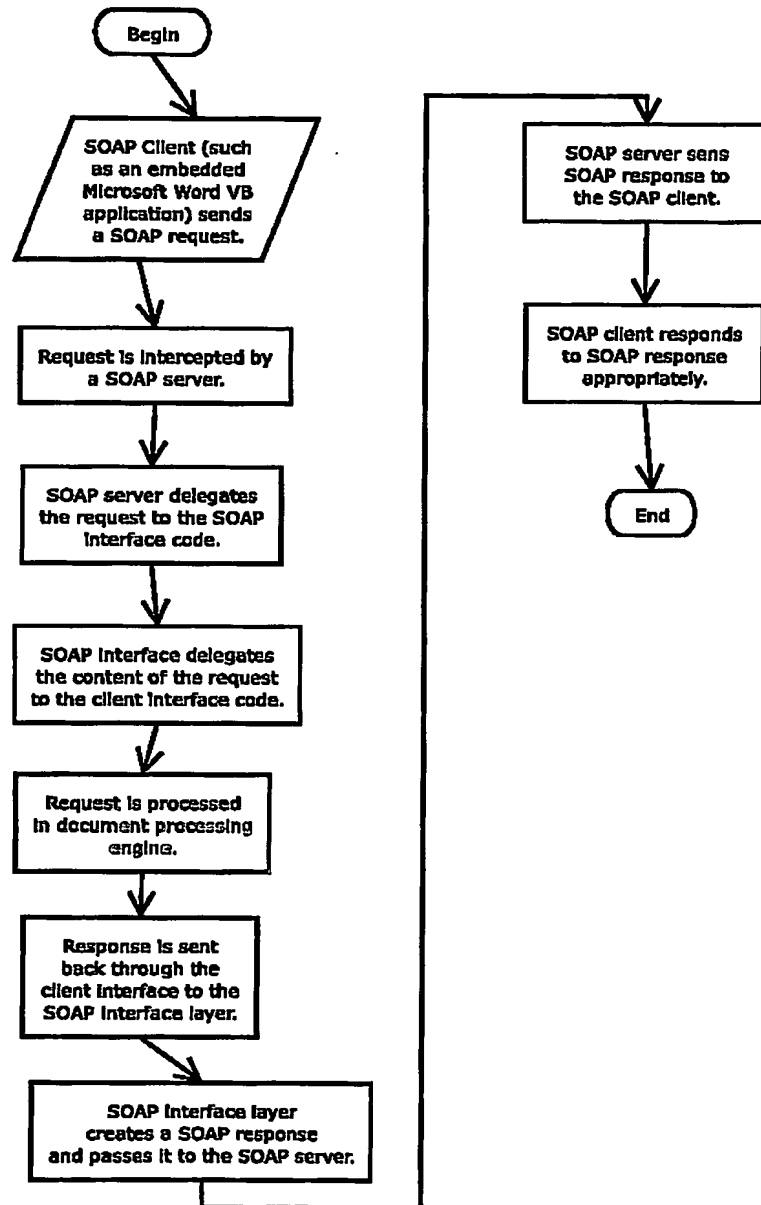 Begin
SOAP Client (such
as an embedded
Microsoft Word VB
application) sends
a SOAP request.
Request is intercepted by
a SOAP server.
SOAP server delegates
the request to the SOAP
interface code.
SOAP interface delegates
the content of the request
to the client interface code.
Request is processed
in document processing
engine.
Response is sent
back through the
client interface to the
SOAP interface layer.
SOAP interface layer
creates a SOAP response
and passes it to the SOAP server.
SOAP server sens
SOAP response to
the SOAP client.
SOAP client responds
to SOAP response
appropriately.
End